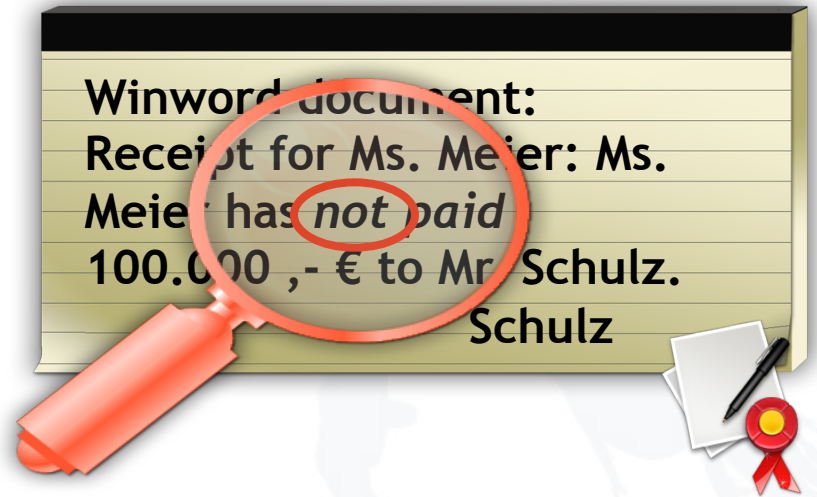 Winword document:
Receipt for Ms. Meier: Ms.
Meier has not paid
100.000 ,- € to Mr. Schulz.
Schulz